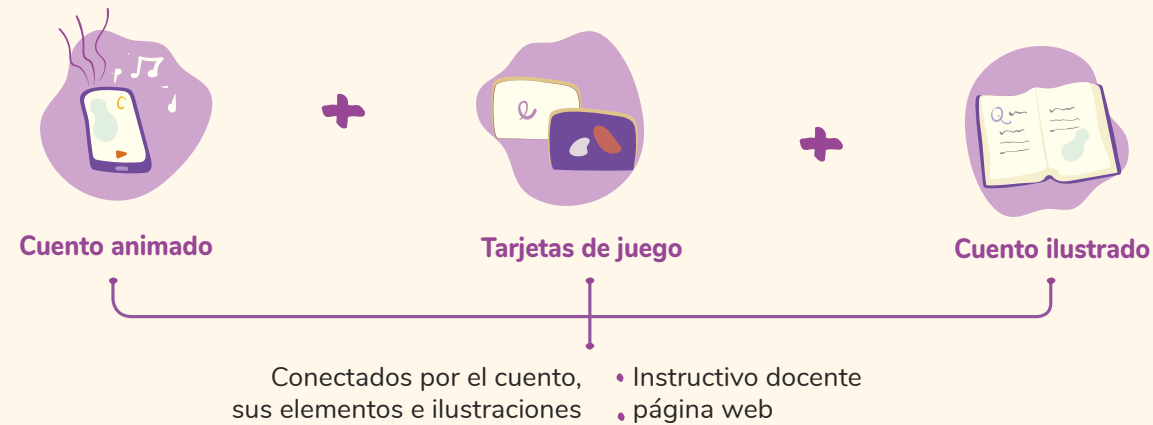 C
e
Q
Cuento animado
Tarjetas de juego
Cuento ilustrado
Conectados por el cuento,
sus elementos e ilustraciones
• Instructivo docente
• página web